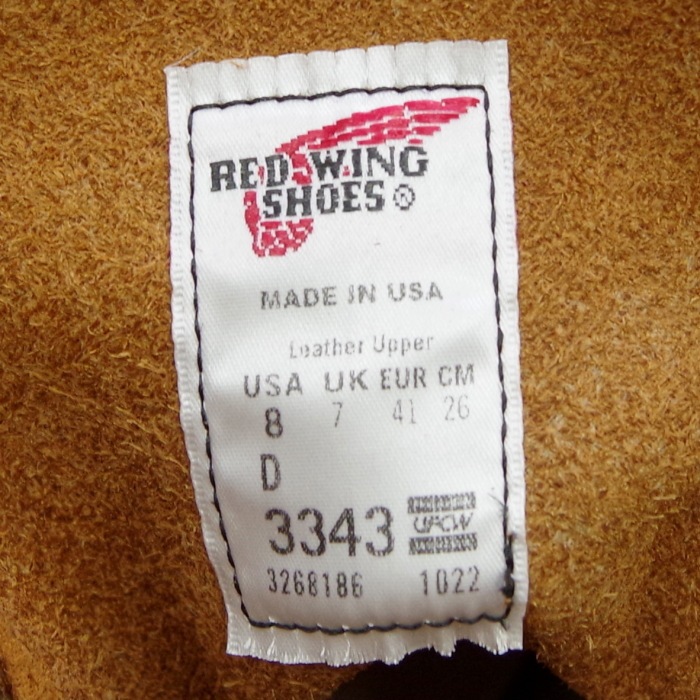 RED WING
SHOES®
MADE IN USA
Leather Upper
USA UK EUR CM
8 7 41 26
D
3343 UFCW
3268186 1022